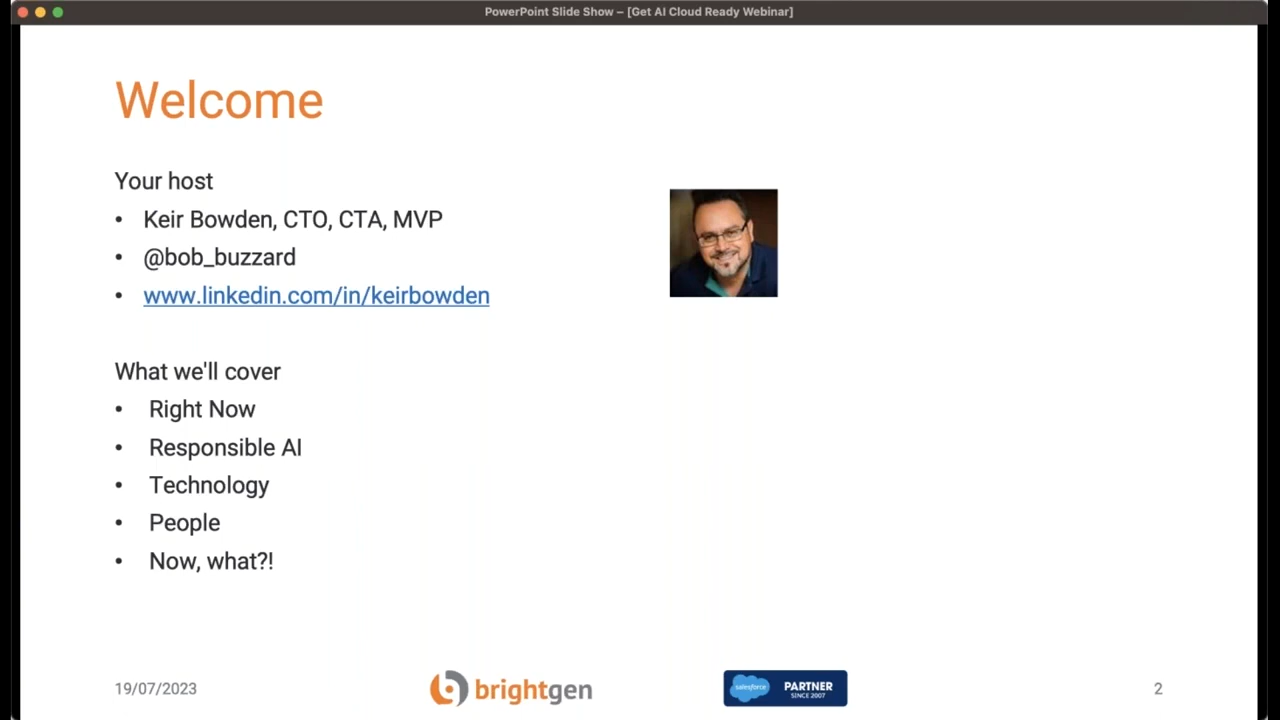 PowerPoint Slide Show – [Get AI Cloud Ready Webinar]
Welcome
Your host
• Keir Bowden, CTO, CTA, MVP
• @bob_buzzard
• www.linkedin.com/in/keirbowden
What we'll cover
• Right Now
• Responsible AI
• Technology
• People
• Now, what?!
19/07/2023
brightgen
salesforce
PARTNER
SINCE 2007
2